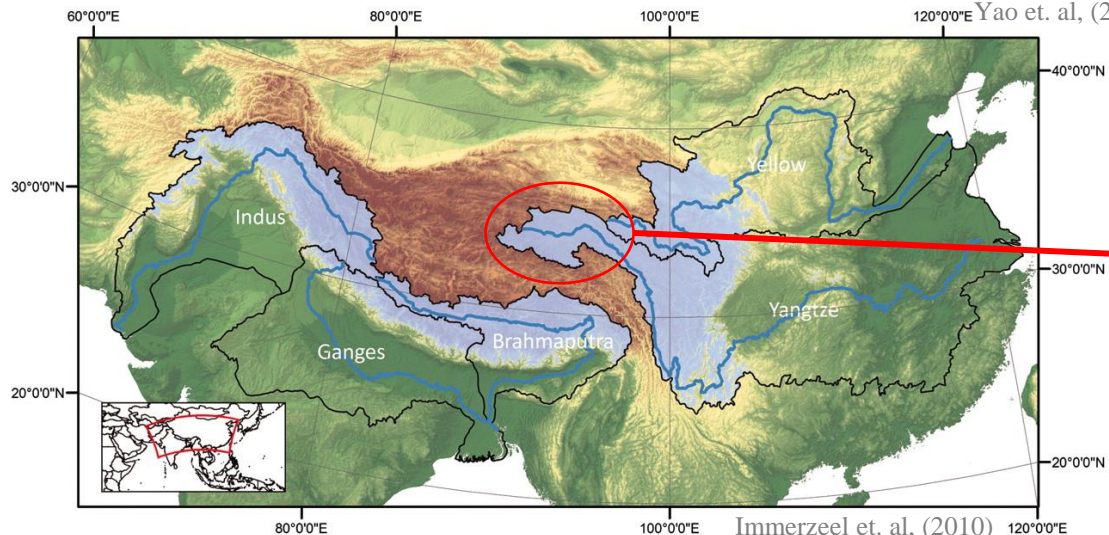 60°0'0"E
80°0'0"E
100°0'0"E
120°0'0"E
Yao et. al, (2
40°0'0"N
30°0'0"N
Yellow
Indus
30°0'0"N
Yangtze
Brahmaputra
Ganges
20°0'0"N
20°0'0"N
80°0'0"E
100°0'0"E
Immerzeel et. al, (2010)
120°0'0"E